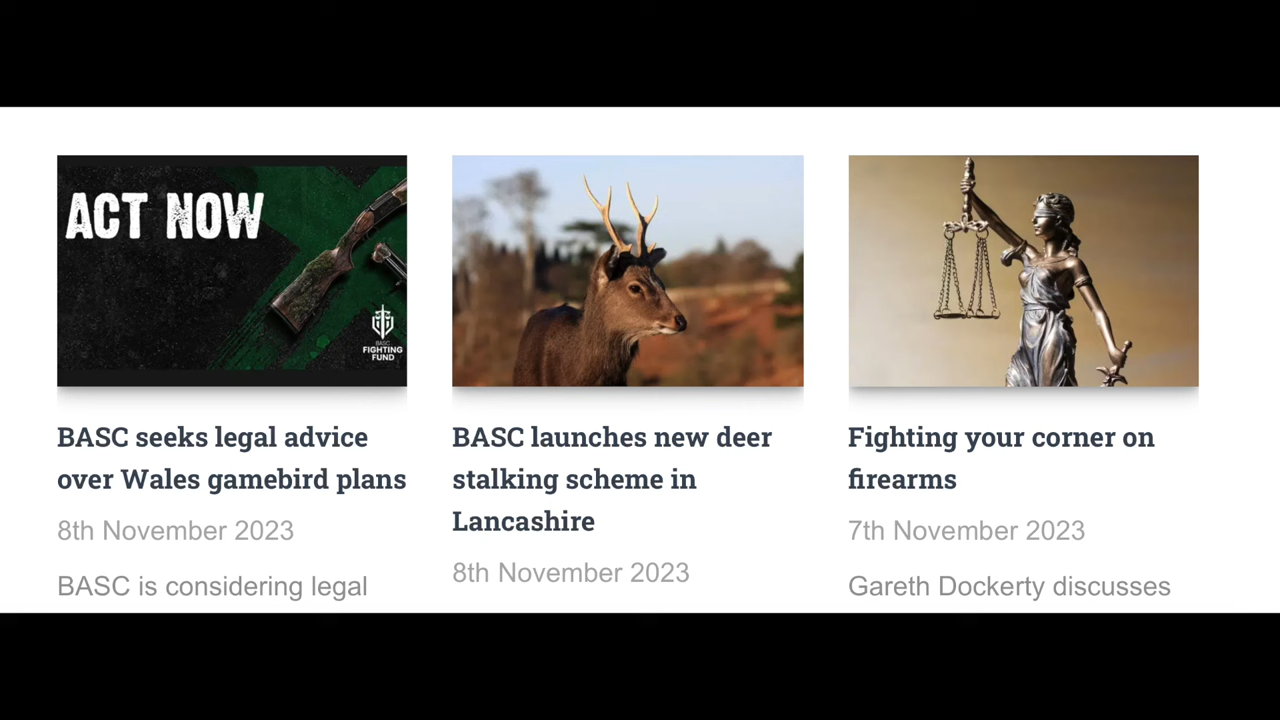 ACT NOW
BASC
FIGHTING
FUND
BASC seeks legal advice
over Wales gamebird plans
8th November 2023
BASC is considering legal
BASC launches new deer
stalking scheme in
Lancashire
8th November 2023
Fighting your corner on
firearms
7th November 2023
Gareth Dockerty discusses